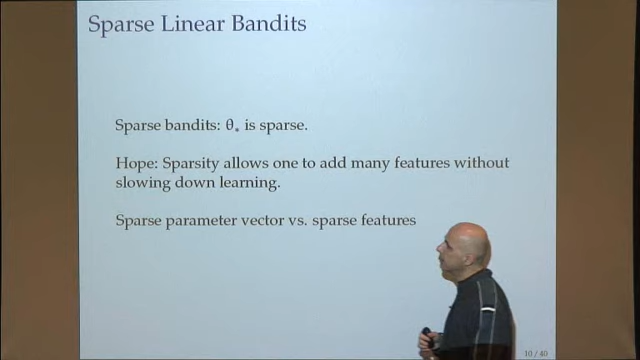 Sparse Linear Bandits
Sparse bandits: θ* is sparse.
Hope: Sparsity allows one to add many features without
slowing down learning.
Sparse parameter vector vs. sparse features
10 / 40